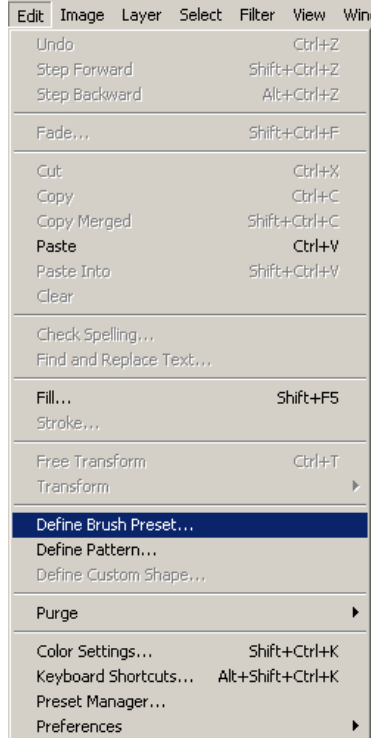 Edit Image Layer Select Filter View Win
Undo Ctrl+Z
Step Forward Shift+Ctrl+Z
Step Backward Alt+Ctrl+Z
Fade... Shift+Ctrl+F
Cut Ctrl+X
Copy Ctrl+C
Copy Merged Shift+Ctrl+C
Paste Ctrl+V
Paste Into Shift+Ctrl+V
Clear
Check Spelling...
Find and Replace Text...
Fill... Shift+F5
Stroke...
Free Transform Ctrl+T
Transform
Define Brush Preset...
Define Pattern...
Define Custom Shape...
Purge
Color Settings... Shift+Ctrl+K
Keyboard Shortcuts... Alt+Shift+Ctrl+K
Preset Manager...
Preferences